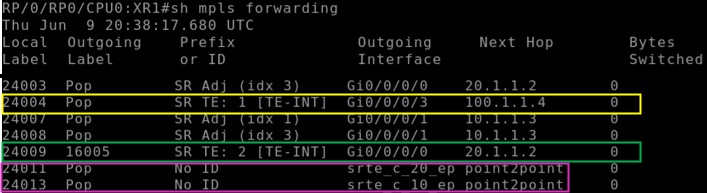 RP/0/RP0/CPU0:XR1#sh mpls forwarding
Thu Jun  9 20:38:17.680 UTC
Local  Outgoing    Prefix             Outgoing     Next Hop        Bytes
Label  Label       or ID              Interface                    Switched
24003  Pop         SR Adj (idx 3)     Gi0/0/0/0    20.1.1.2        0
24004  Pop         SR TE: 1 [TE-INT]  Gi0/0/0/3    100.1.1.4       0
24007  Pop         SR Adj (idx 1)     Gi0/0/0/1    10.1.1.3        0
24008  Pop         SR Adj (idx 3)     Gi0/0/0/1    10.1.1.3        0
24009  16005       SR TE: 2 [TE-INT]  Gi0/0/0/0    20.1.1.2        0
24011  Pop         No ID              srte_c_20_ep point2point     0
24013  Pop         No ID              srte_c_10_ep point2point     0